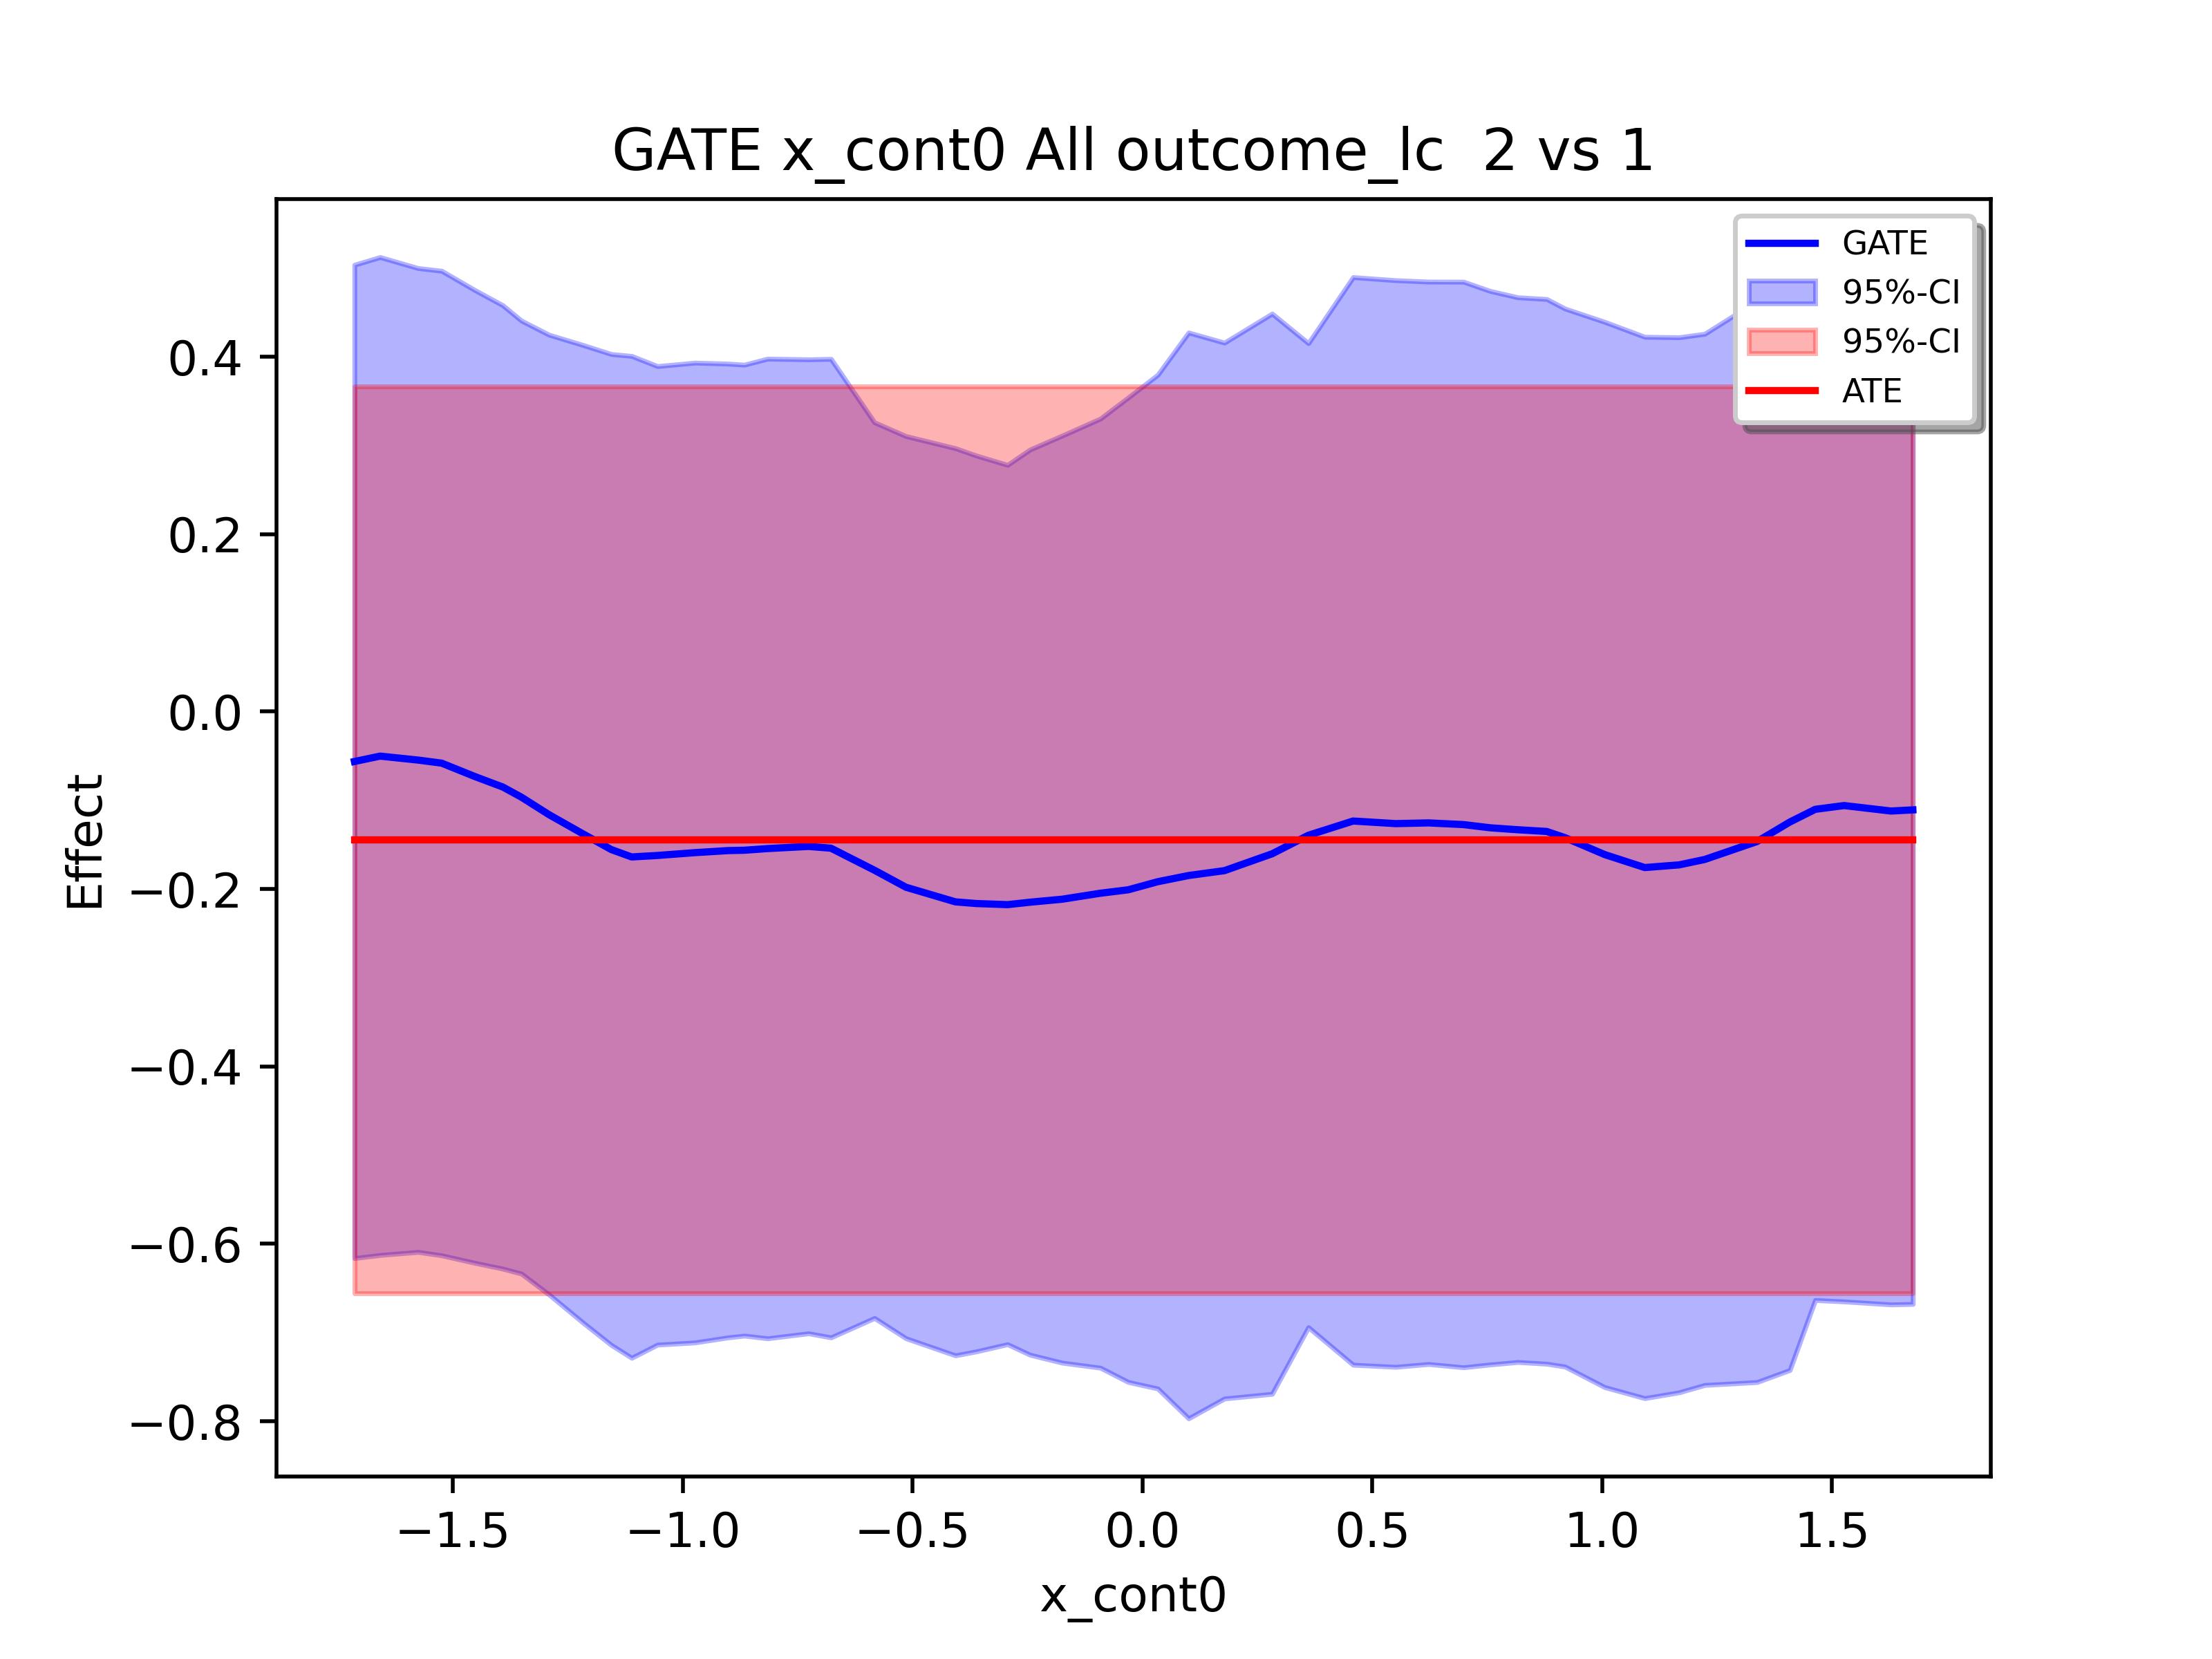 GATE x_cont0 All outcome_lc  2 vs 1
GATE
95%-CI
95%-CI
ATE
0.4
0.2
0.0
−0.2
−0.4
−0.6
−0.8
Effect
−1.5 −1.0 −0.5 0.0 0.5 1.0 1.5
x_cont0